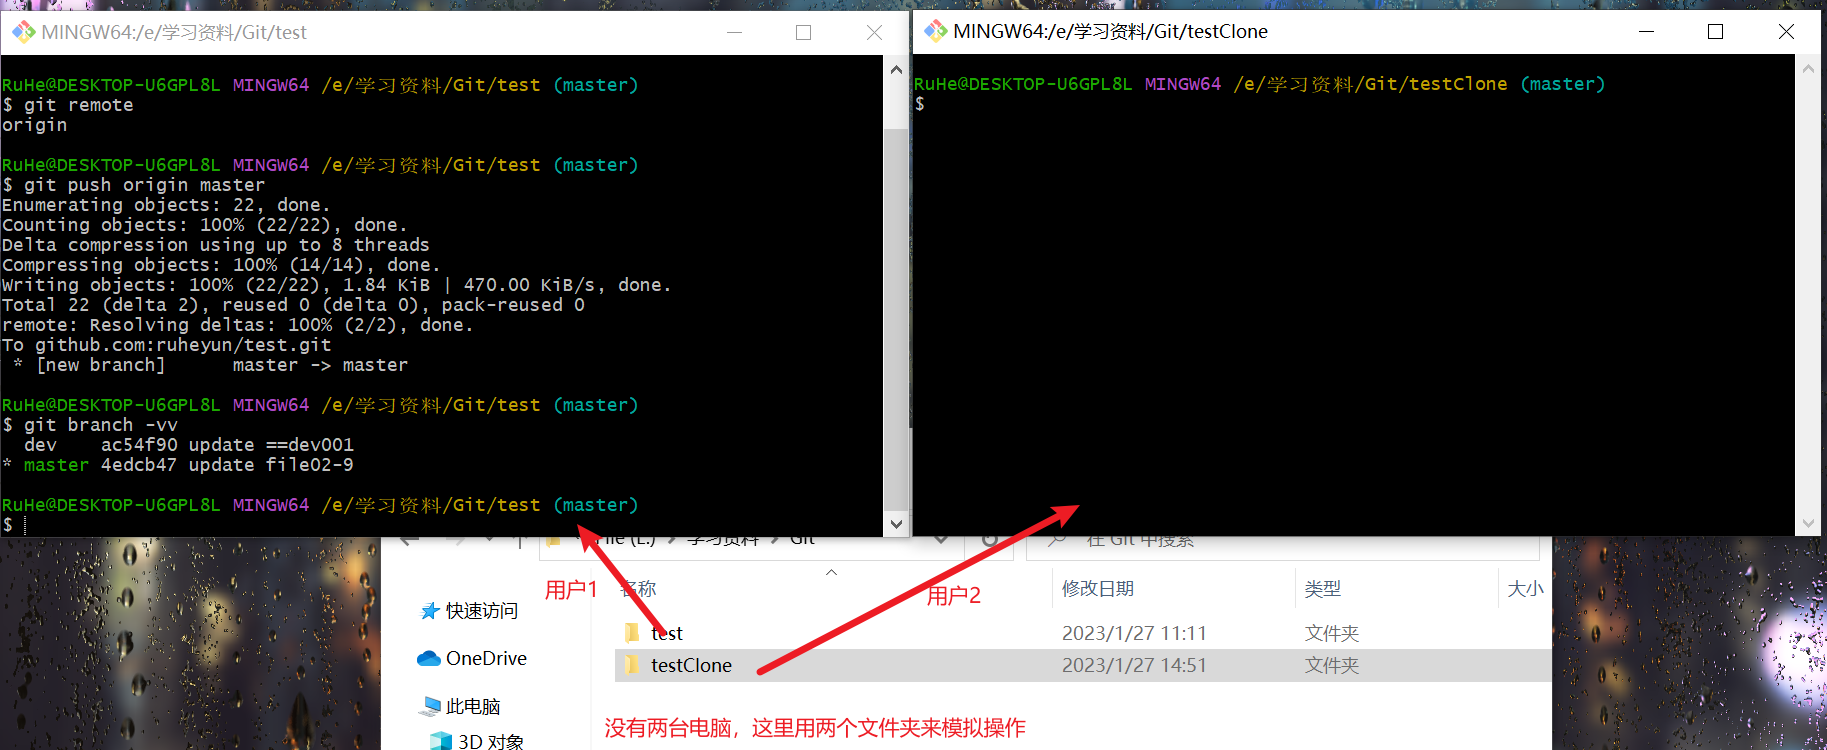 MINGW64:/e/学习资料/Git/test
RuHe@DESKTOP-U6GPL8L MINGW64 /e/学习资料/Git/test (master)
$ git remote
origin
RuHe@DESKTOP-U6GPL8L MINGW64 /e/学习资料/Git/test (master)
$ git push origin master
Enumerating objects: 22, done.
Counting objects: 100% (22/22), done.
Delta compression using up to 8 threads
Compressing objects: 100% (14/14), done.
Writing objects: 100% (22/22), 1.84 KiB | 470.00 KiB/s, done.
Total 22 (delta 2), reused 0 (delta 0), pack-reused 0
remote: Resolving deltas: 100% (2/2), done.
To github.com:ruheyun/test.git
 * [new branch]      master -> master
RuHe@DESKTOP-U6GPL8L MINGW64 /e/学习资料/Git/test (master)
$ git branch -vv
  dev    ac54f90 update ==dev001
* master 4edcb47 update file02-9
RuHe@DESKTOP-U6GPL8L MINGW64 /e/学习资料/Git/test (master)
$
MINGW64:/e/学习资料/Git/testClone
RuHe@DESKTOP-U6GPL8L MINGW64 /e/学习资料/Git/testClone (master)
$
(E:) > 学习资料 > Git
在 Git 中搜索
用户1
用户2
名称 修改日期 类型 大小
快速访问
OneDrive
此电脑
3D 对象
test 2023/1/27 11:11 文件夹
testClone 2023/1/27 14:51 文件夹
没有两台电脑，这里用两个文件夹来模拟操作